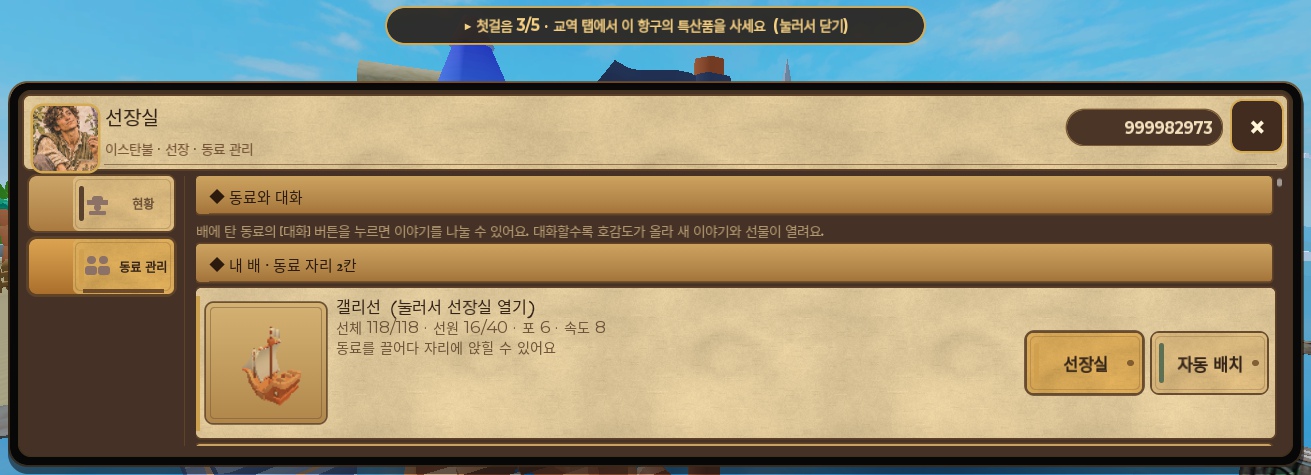 ▸ 첫걸음 3/5 · 교역 탭에서 이 항구의 특산품을 사세요 (눌러서 닫기)
선장실
이스탄불 · 선장 · 동료 관리
999982973
×
현황
동료 관리
◆ 동료와 대화
배에 탄 동료의 [대화] 버튼을 누르면 이야기를 나눌 수 있어요. 대화할수록 호감도가 올라 새 이야기와 선물이 열려요.
◆ 내 배 · 동료 자리 2칸
갤리선 (눌러서 선장실 열기)
선체 118/118 · 선원 16/40 · 포 6 · 속도 8
동료를 끌어다 자리에 앉힐 수 있어요
선장실
자동 배치